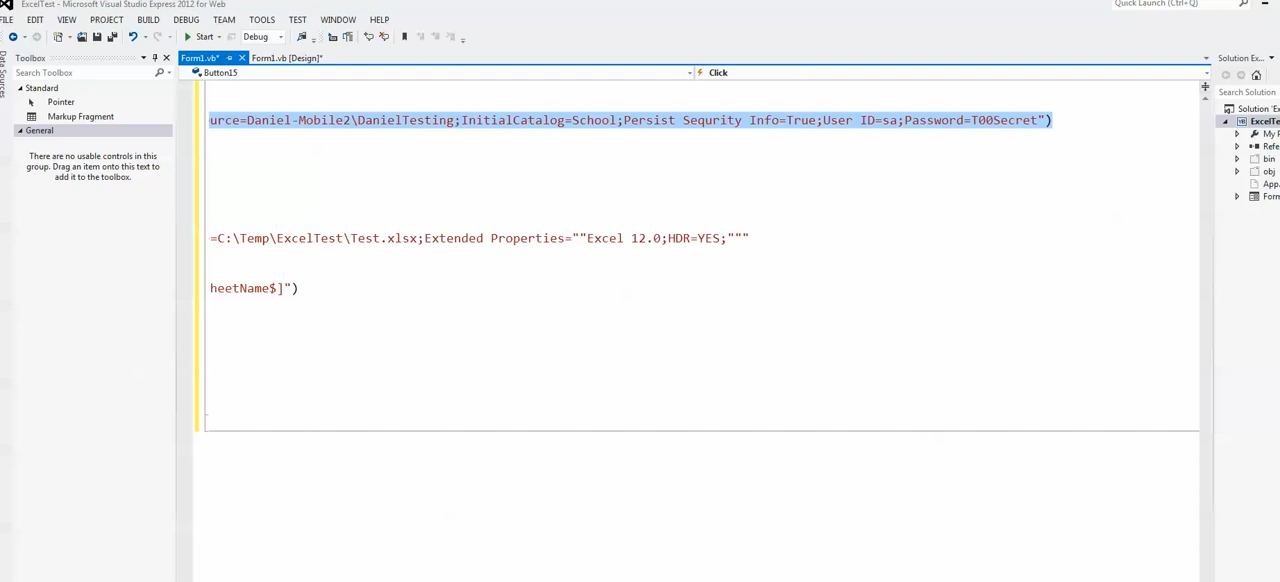 ExcelTest - Microsoft Visual Studio Express 2012 for Web
Quick Launch (Ctrl+Q)
FILE EDIT VIEW PROJECT BUILD DEBUG TEAM TOOLS TEST WINDOW HELP
Start Debug
Toolbox
Search Toolbox
Standard
Pointer
Markup Fragment
General
There are no usable controls in this
group. Drag an item onto this text to
add it to the toolbox.
Data Sources
Form1.vb* Form1.vb [Design]*
Button15 Click
urce=Daniel-Mobile2\DanielTesting;InitialCatalog=School;Persist Sequrity Info=True;User ID=sa;Password=T00Secret")
=C:\Temp\ExcelTest\Test.xlsx;Extended Properties=""Excel 12.0;HDR=YES;"""
heetName$]")
Solution Ex...
Search Solution
Solution 'E
ExcelTe
My P
Refe
bin
obj
App.
Form